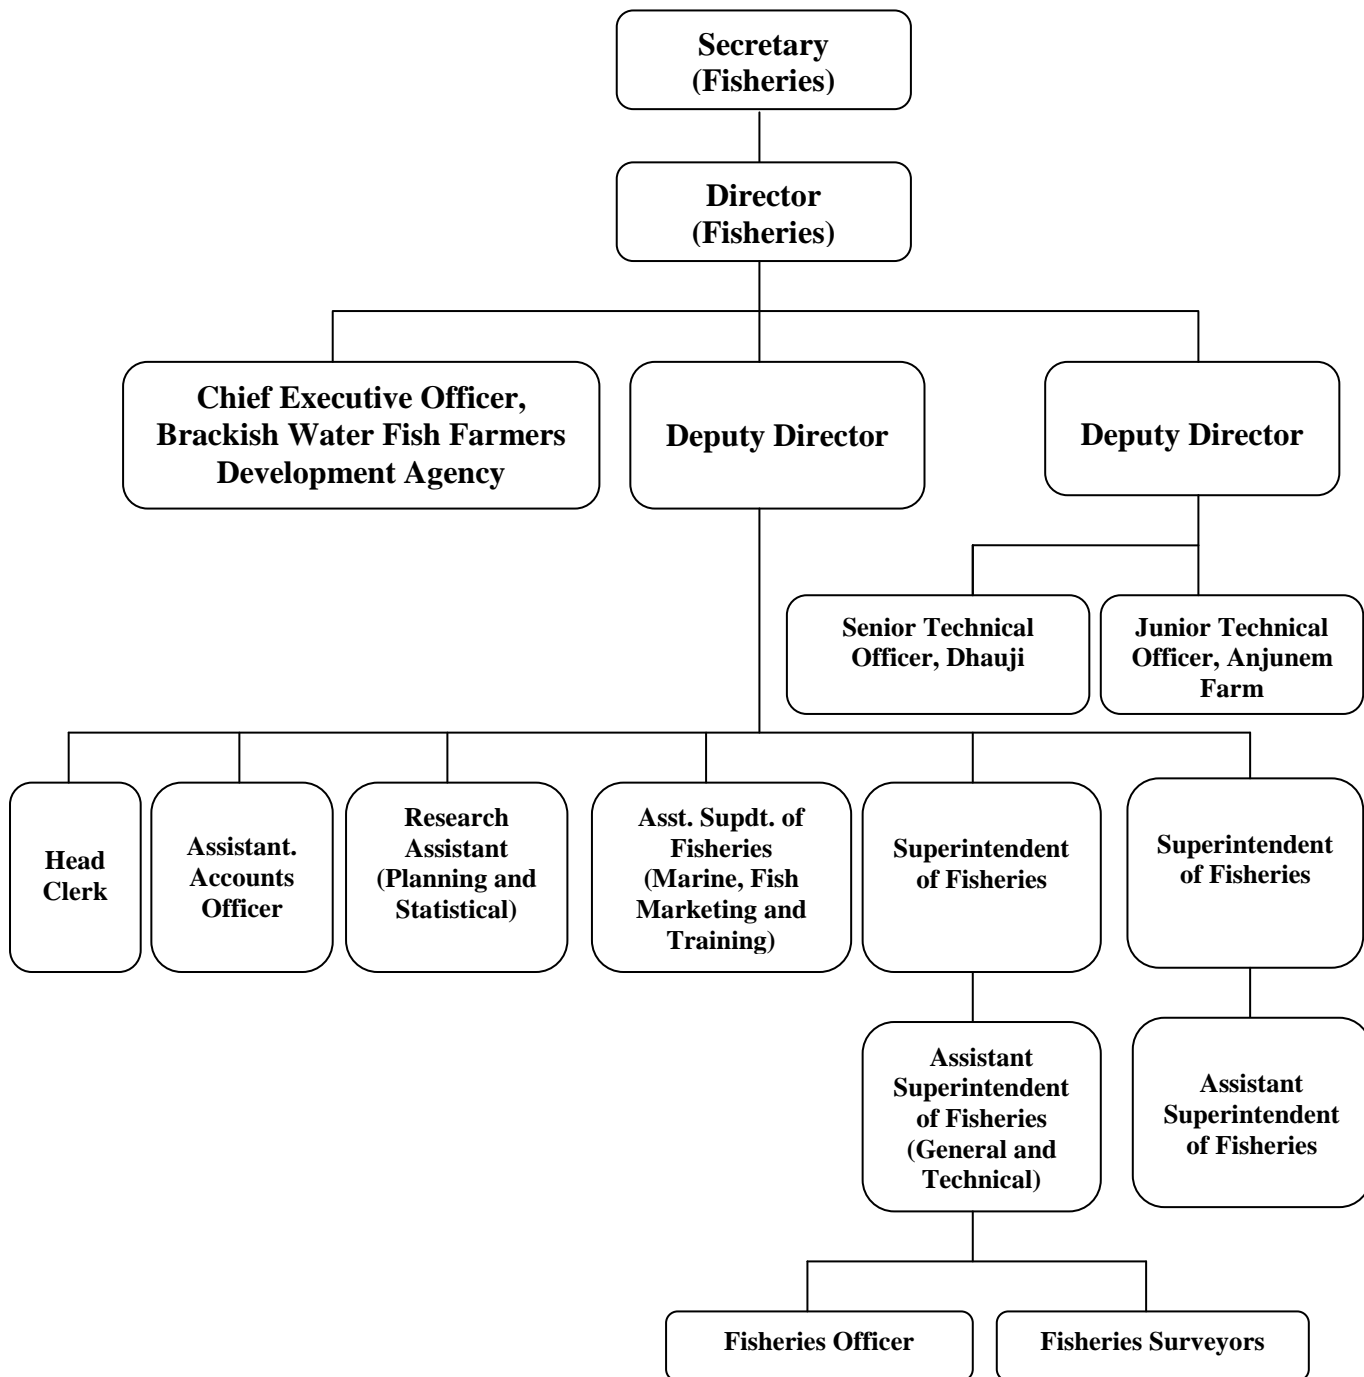 Secretary
(Fisheries)
Director
(Fisheries)
Chief Executive Officer,
Brackish Water Fish Farmers
Development Agency
Deputy Director
Deputy Director
Senior Technical
Officer, Dhauji
Junior Technical
Officer, Anjunem
Farm
Head
Clerk
Assistant.
Accounts
Officer
Research
Assistant
(Planning and
Statistical)
Asst. Supdt. of
Fisheries
(Marine, Fish
Marketing and
Training)
Superintendent
of Fisheries
Superintendent
of Fisheries
Assistant
Superintendent
of Fisheries
(General and
Technical)
Assistant
Superintendent
of Fisheries
Fisheries Officer
Fisheries Surveyors